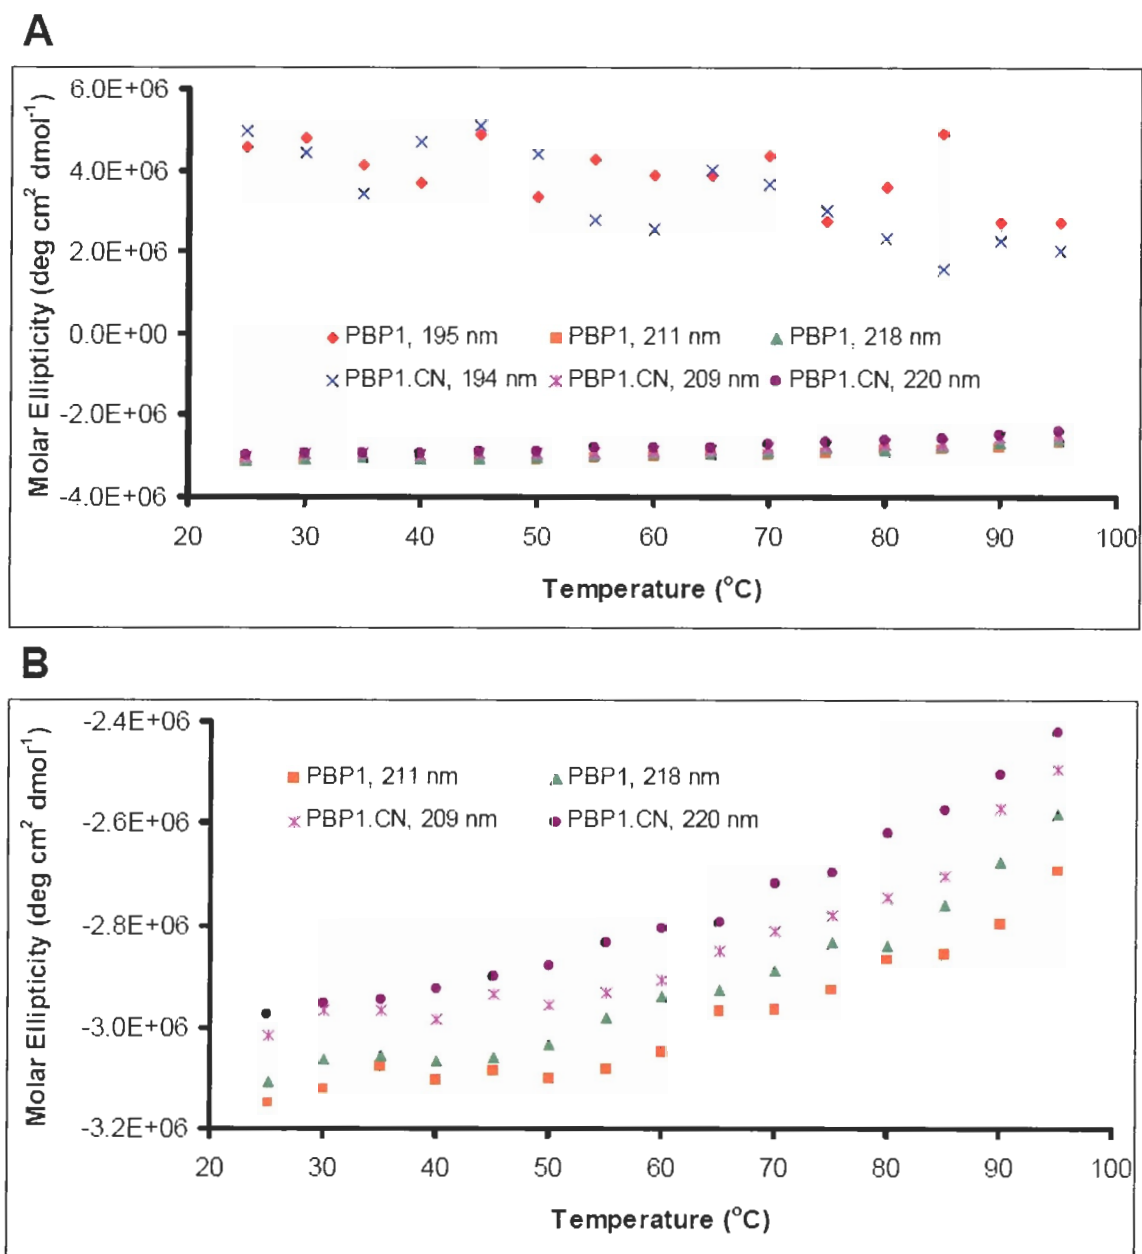 A
Molar Ellipticity (deg cm² dmol⁻¹)
6.0E+06
4.0E+06
2.0E+06
0.0E+00
-2.0E+06
-4.0E+06
PBP1, 195 nm PBP1, 211 nm PBP1, 218 nm
PBP1.CN, 194 nm PBP1.CN, 209 nm PBP1.CN, 220 nm
20 30 40 50 60 70 80 90 100
Temperature (°C)
B
Molar Ellipticity (deg cm² dmol⁻¹)
-2.4E+06
-2.6E+06
-2.8E+06
-3.0E+06
-3.2E+06
PBP1, 211 nm PBP1, 218 nm
PBP1.CN, 209 nm PBP1.CN, 220 nm
20 30 40 50 60 70 80 90 100
Temperature (°C)